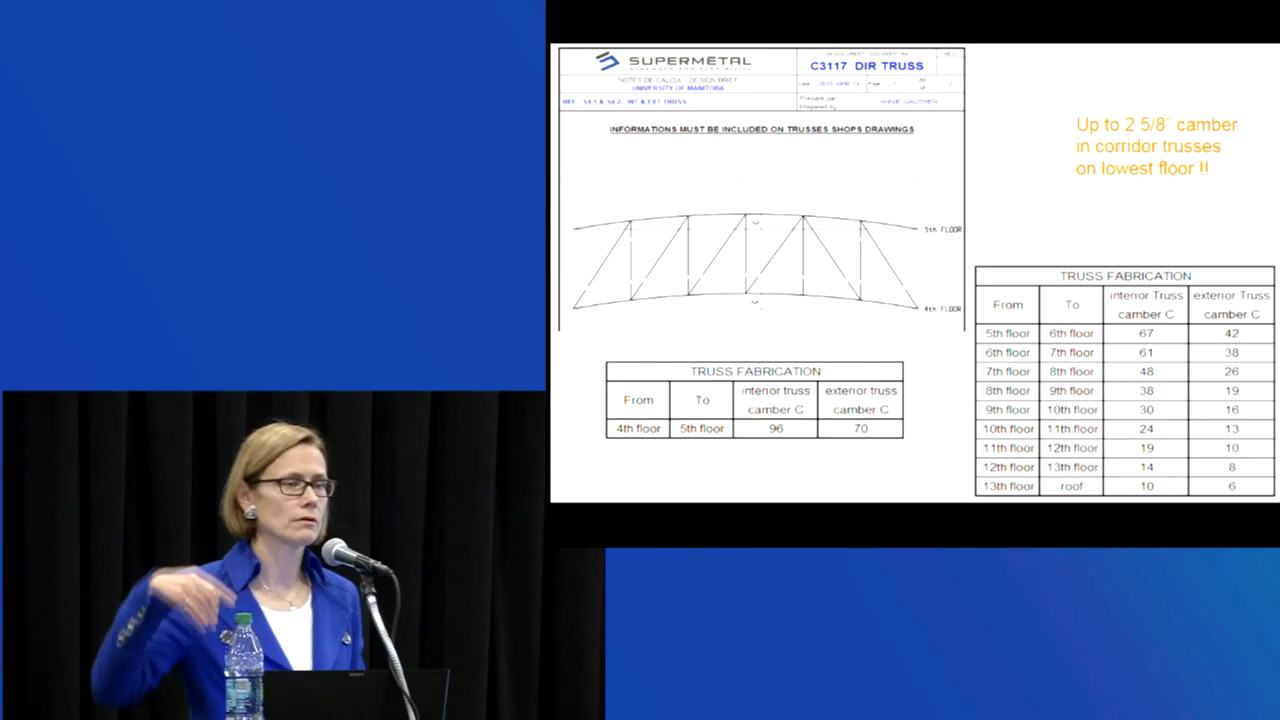 SUPERMETAL
C3117 DIR TRUSS
NOTES DE CALCUL - DESIGN BRIEF
UNIVERSITY OF MANITOBA
Prepare par
Prepared by
REF. S4.1 & S4.2, INT & EXT TRUSS
INFORMATIONS MUST BE INCLUDED ON TRUSSES SHOPS DRAWINGS
5th FLOOR
4th FLOOR
TRUSS FABRICATION
From To interior truss camber C exterior truss camber C
4th floor 5th floor 96 70
Up to 2 5/8" camber
in corridor trusses
on lowest floor !!
TRUSS FABRICATION
From To interior Truss camber C exterior Truss camber C
5th floor 6th floor 67 42
6th floor 7th floor 61 38
7th floor 8th floor 48 26
8th floor 9th floor 38 19
9th floor 10th floor 30 16
10th floor 11th floor 24 13
11th floor 12th floor 19 10
12th floor 13th floor 14 8
13th floor roof 10 6
SONY